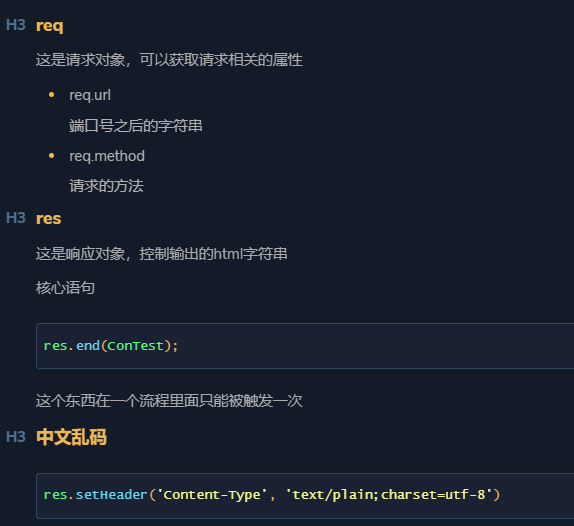 H3 req
这是请求对象，可以获取请求相关的属性
req.url
端口号之后的字符串
req.method
请求的方法
H3 res
这是响应对象，控制输出的html字符串
核心语句
res.end(ConTest);
这个东西在一个流程里面只能被触发一次
H3 中文乱码
res.setHeader('Content-Type', 'text/plain;charset=utf-8')